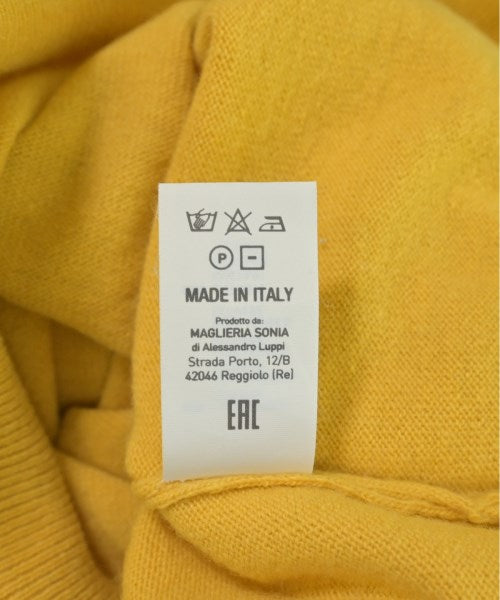 P
MADE IN ITALY
Prodotto da:
MAGLIERIA SONIA
di Alessandro Luppi
Strada Porto, 12/B
42046 Reggiolo (Re)
EAC